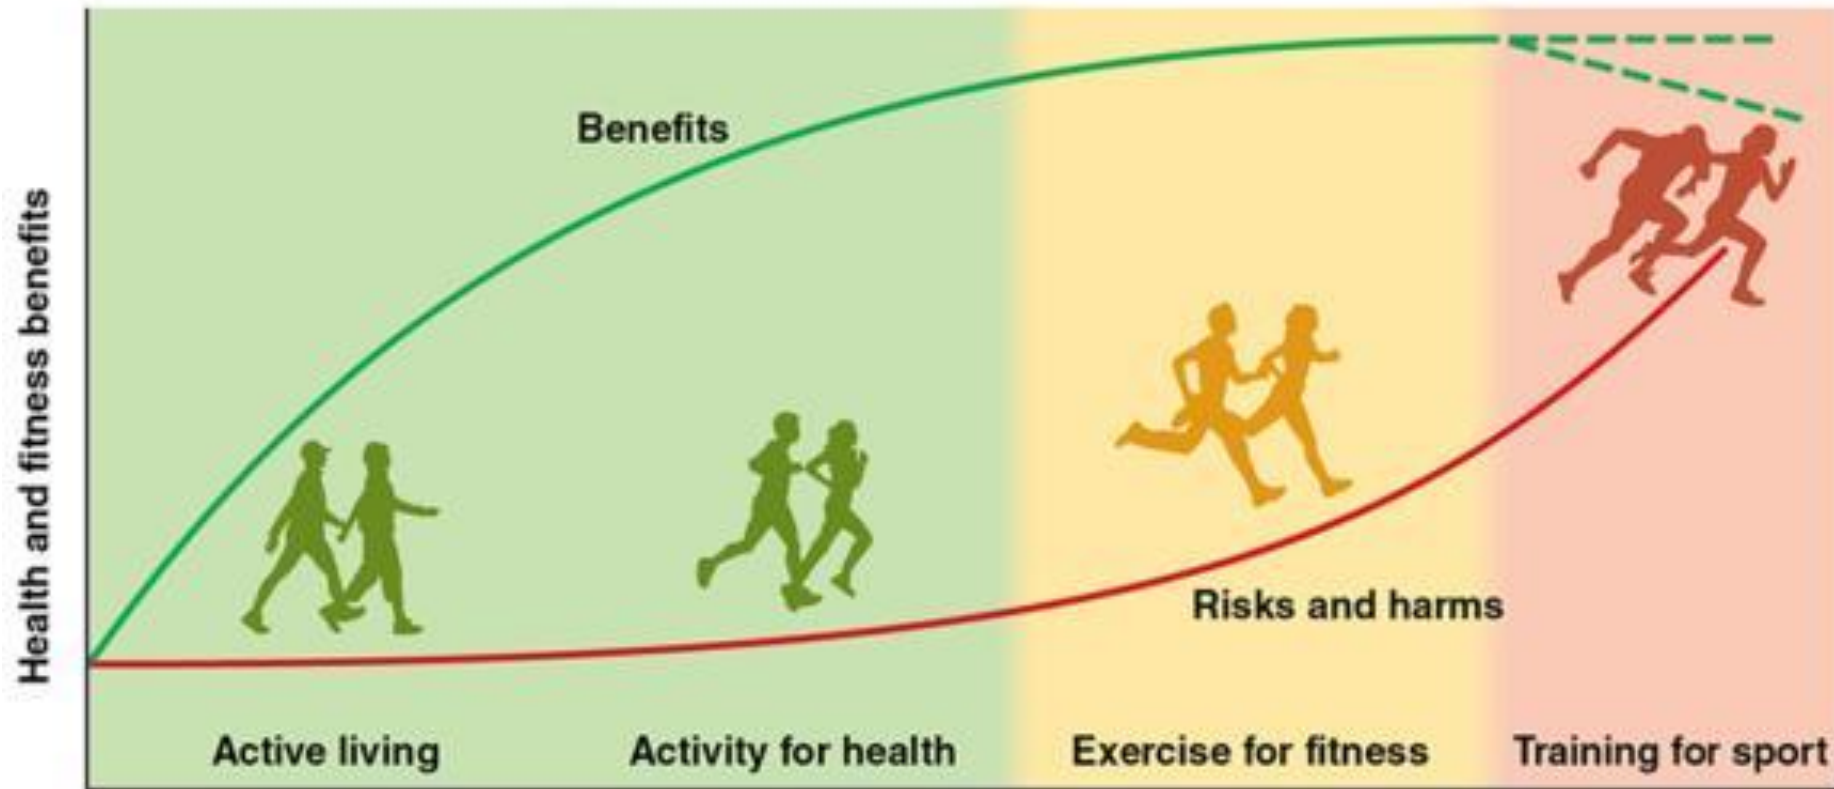 Health and fitness benefits
Benefits
Risks and harms
Active living
Activity for health
Exercise for fitness
Training for sport